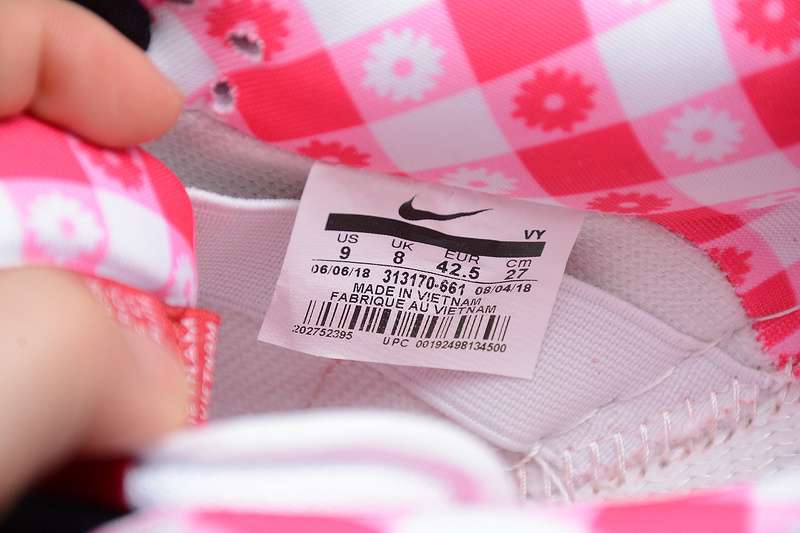 VY
US UK EUR cm
9 8 42.5 27
06/06/18 313170-661 08/04/18
MADE IN VIETNAM
FABRIQUE AU VIETNAM
202752395
UPC 00192498134500